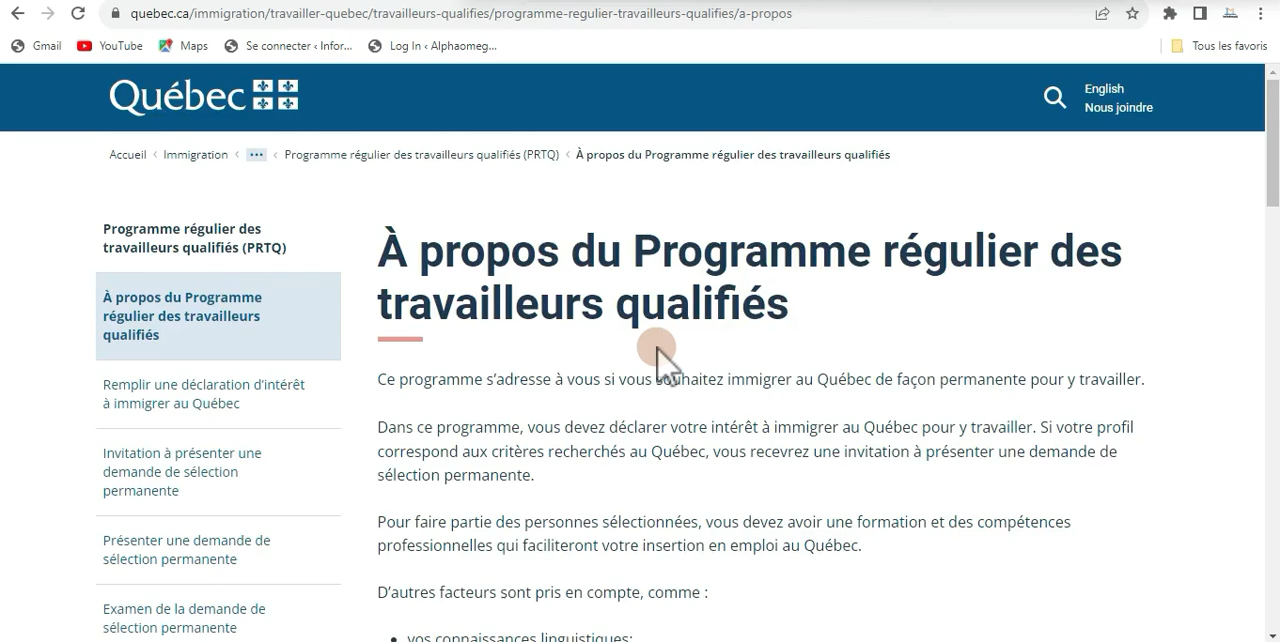 quebec.ca/immigration/travailler-quebec/travailleurs-qualifies/programme-regulier-travailleurs-qualifies/a-propos
Gmail YouTube Maps Se connecter ‹ Infor... Log In ‹ Alphaomeg... Tous les favoris
Québec
English
Nous joindre
Accueil ‹ Immigration ‹ ••• ‹ Programme régulier des travailleurs qualifiés (PRTQ) ‹ À propos du Programme régulier des travailleurs qualifiés
Programme régulier des
travailleurs qualifiés (PRTQ)
À propos du Programme
régulier des travailleurs
qualifiés
Remplir une déclaration d’intérêt
à immigrer au Québec
Invitation à présenter une
demande de sélection
permanente
Présenter une demande de
sélection permanente
Examen de la demande de
sélection permanente
À propos du Programme régulier des
travailleurs qualifiés
Ce programme s’adresse à vous si vous souhaitez immigrer au Québec de façon permanente pour y travailler.
Dans ce programme, vous devez déclarer votre intérêt à immigrer au Québec pour y travailler. Si votre profil
correspond aux critères recherchés au Québec, vous recevrez une invitation à présenter une demande de
sélection permanente.
Pour faire partie des personnes sélectionnées, vous devez avoir une formation et des compétences
professionnelles qui faciliteront votre insertion en emploi au Québec.
D’autres facteurs sont pris en compte, comme :
• vos connaissances linguistiques;